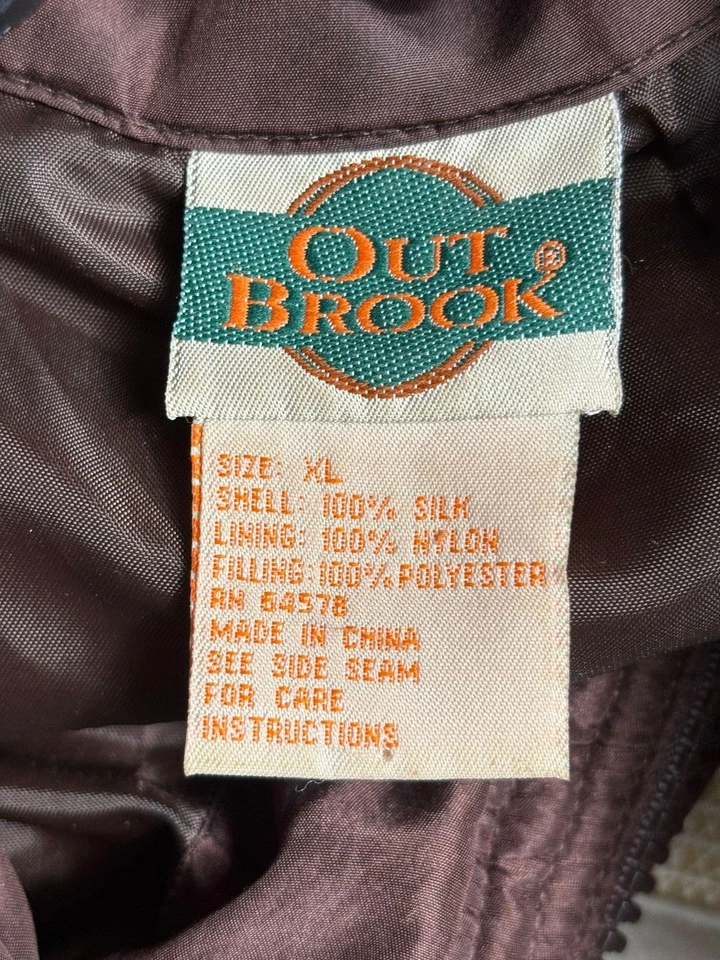 OUT
BROOK®
SIZE: XL
SHELL: 100% SILK
LINING: 100% NYLON
FILLING:100%POLYESTER
RN 64578
MADE IN CHINA
SEE SIDE SEAM
FOR CARE
INSTRUCTIONS